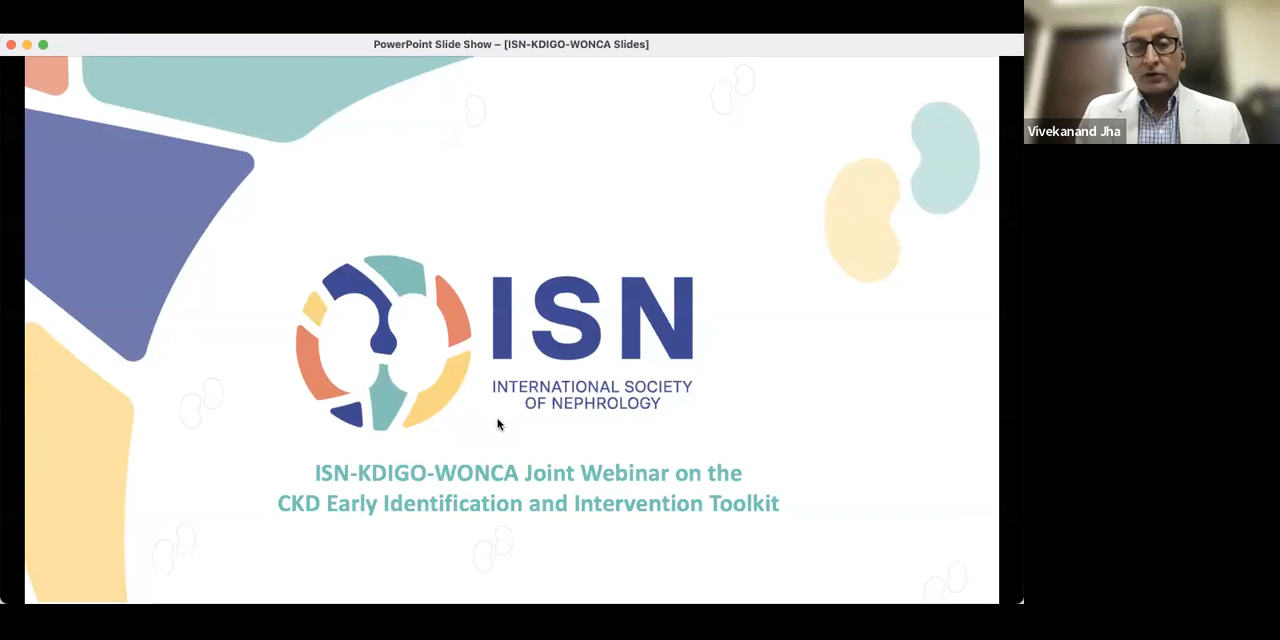 PowerPoint Slide Show – [ISN-KDIGO-WONCA Slides]
Vivekanand Jha
ISN
INTERNATIONAL SOCIETY
OF NEPHROLOGY
ISN-KDIGO-WONCA Joint Webinar on the
CKD Early Identification and Intervention Toolkit